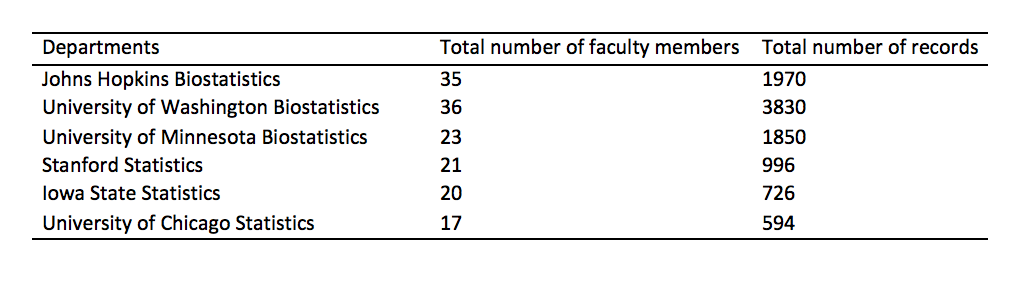 Departments Total number of faculty members Total number of records
Johns Hopkins Biostatistics 35 1970
University of Washington Biostatistics 36 3830
University of Minnesota Biostatistics 23 1850
Stanford Statistics 21 996
Iowa State Statistics 20 726
University of Chicago Statistics 17 594